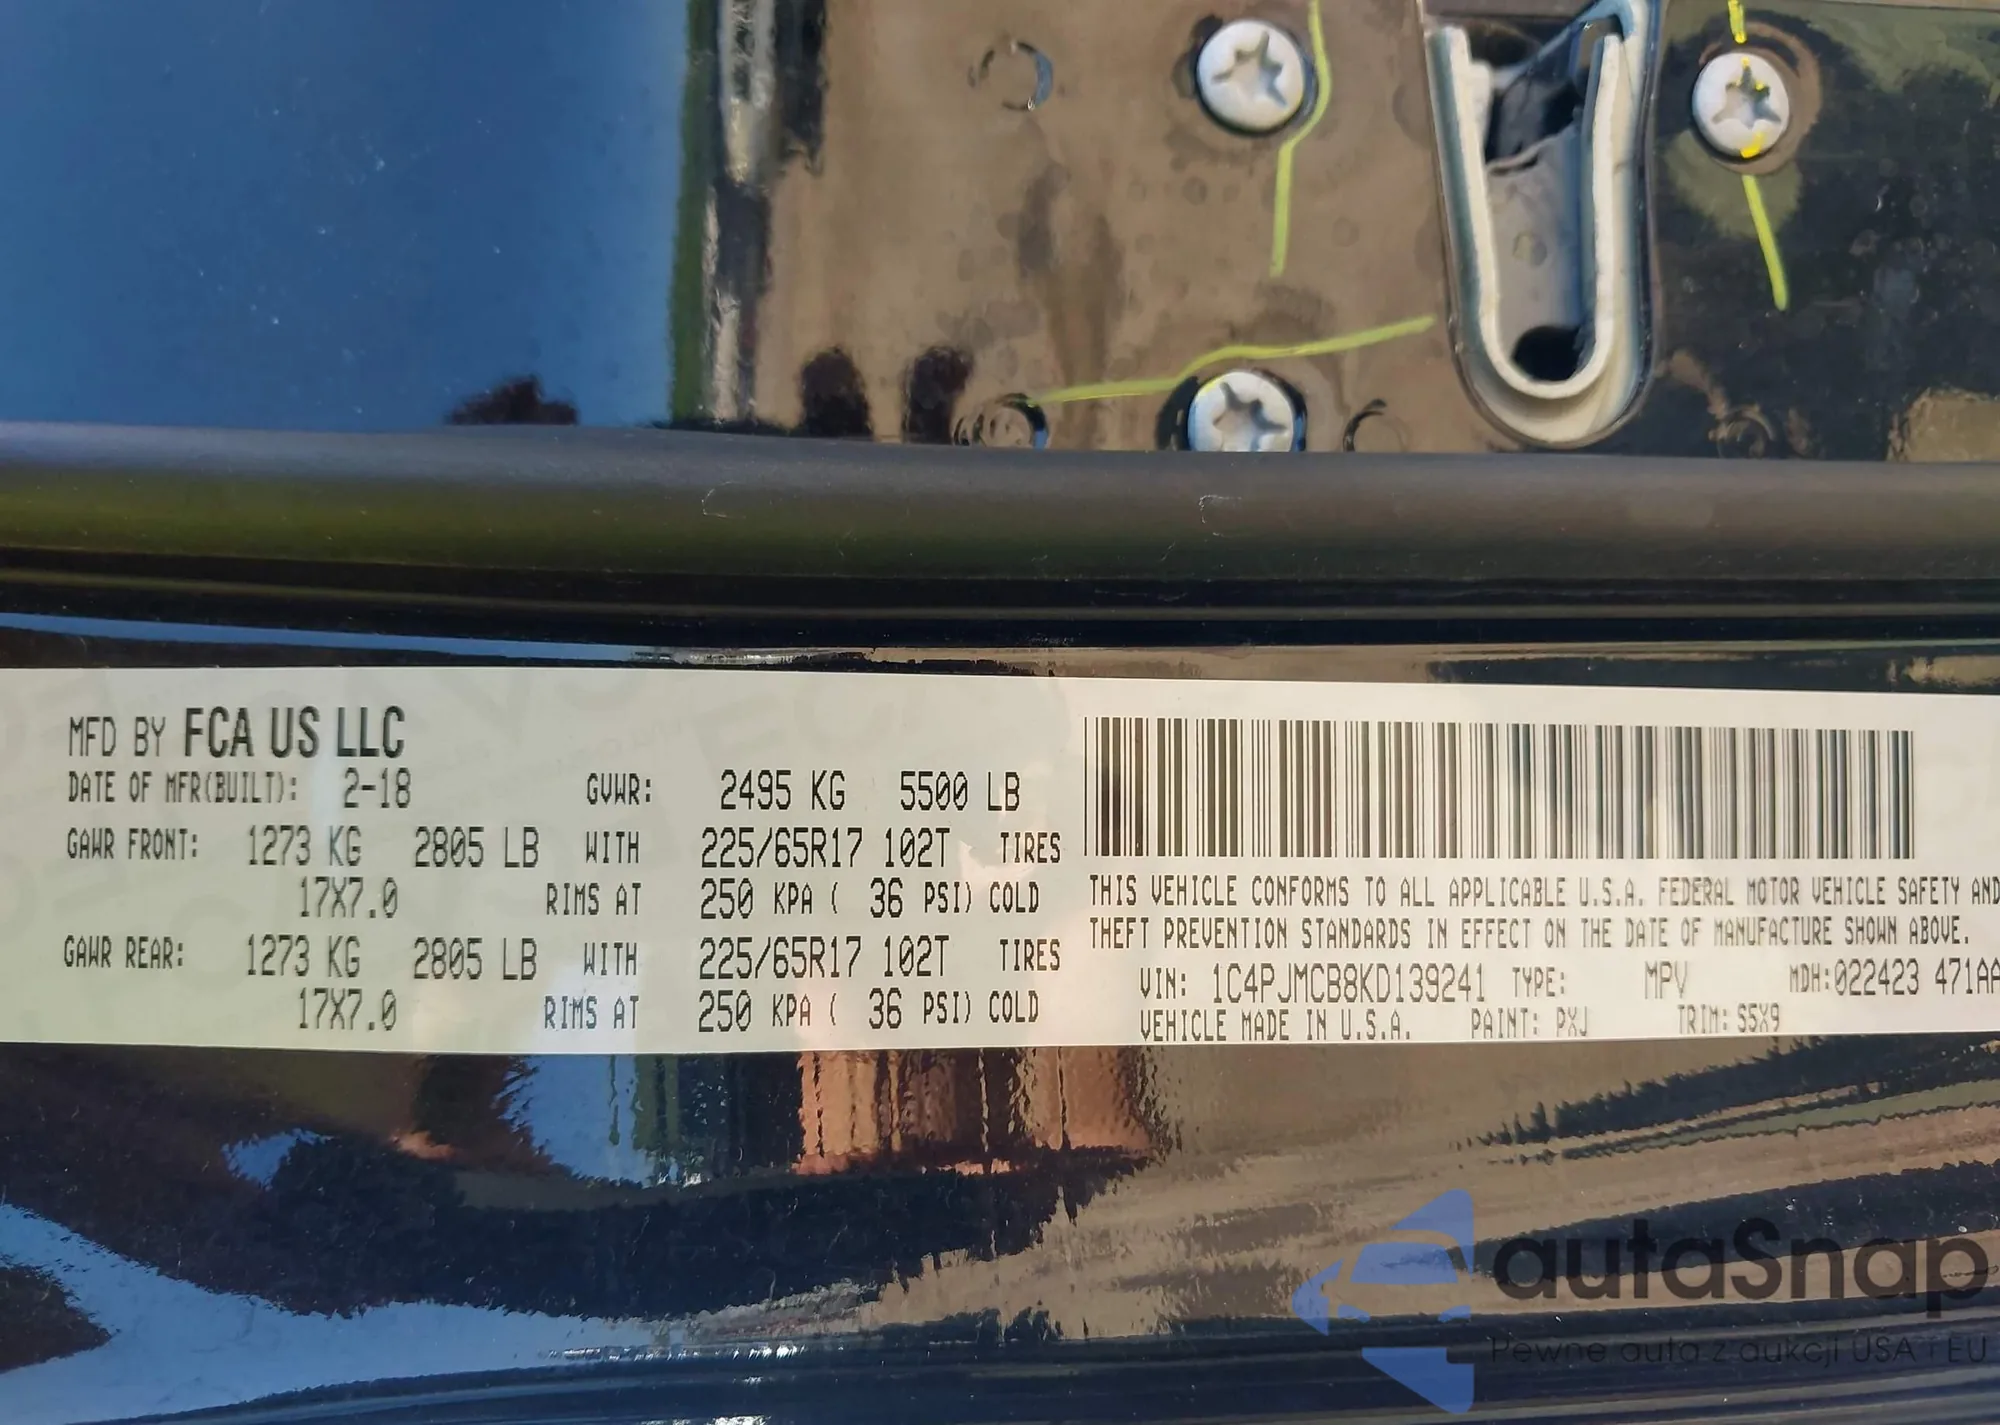 MFD BY FCA US LLC
DATE OF MFR(BUILT): 2-18 GVWR: 2495 KG 5500 LB
GAWR FRONT: 1273 KG 2805 LB WITH 225/65R17 102T TIRES
17X7.0 RIMS AT 250 KPA ( 36 PSI) COLD
GAWR REAR: 1273 KG 2805 LB WITH 225/65R17 102T TIRES
17X7.0 RIMS AT 250 KPA ( 36 PSI) COLD
THIS VEHICLE CONFORMS TO ALL APPLICABLE U.S.A. FEDERAL MOTOR VEHICLE SAFETY AND
THEFT PREVENTION STANDARDS IN EFFECT ON THE DATE OF MANUFACTURE SHOWN ABOVE.
VIN: 1C4PJMCB8KD139241 TYPE: MPV MDH:022423 471AA
VEHICLE MADE IN U.S.A. PAINT: PXJ TRIM: S5X9
autaSnap
Pewne auta z aukcji USA i EU